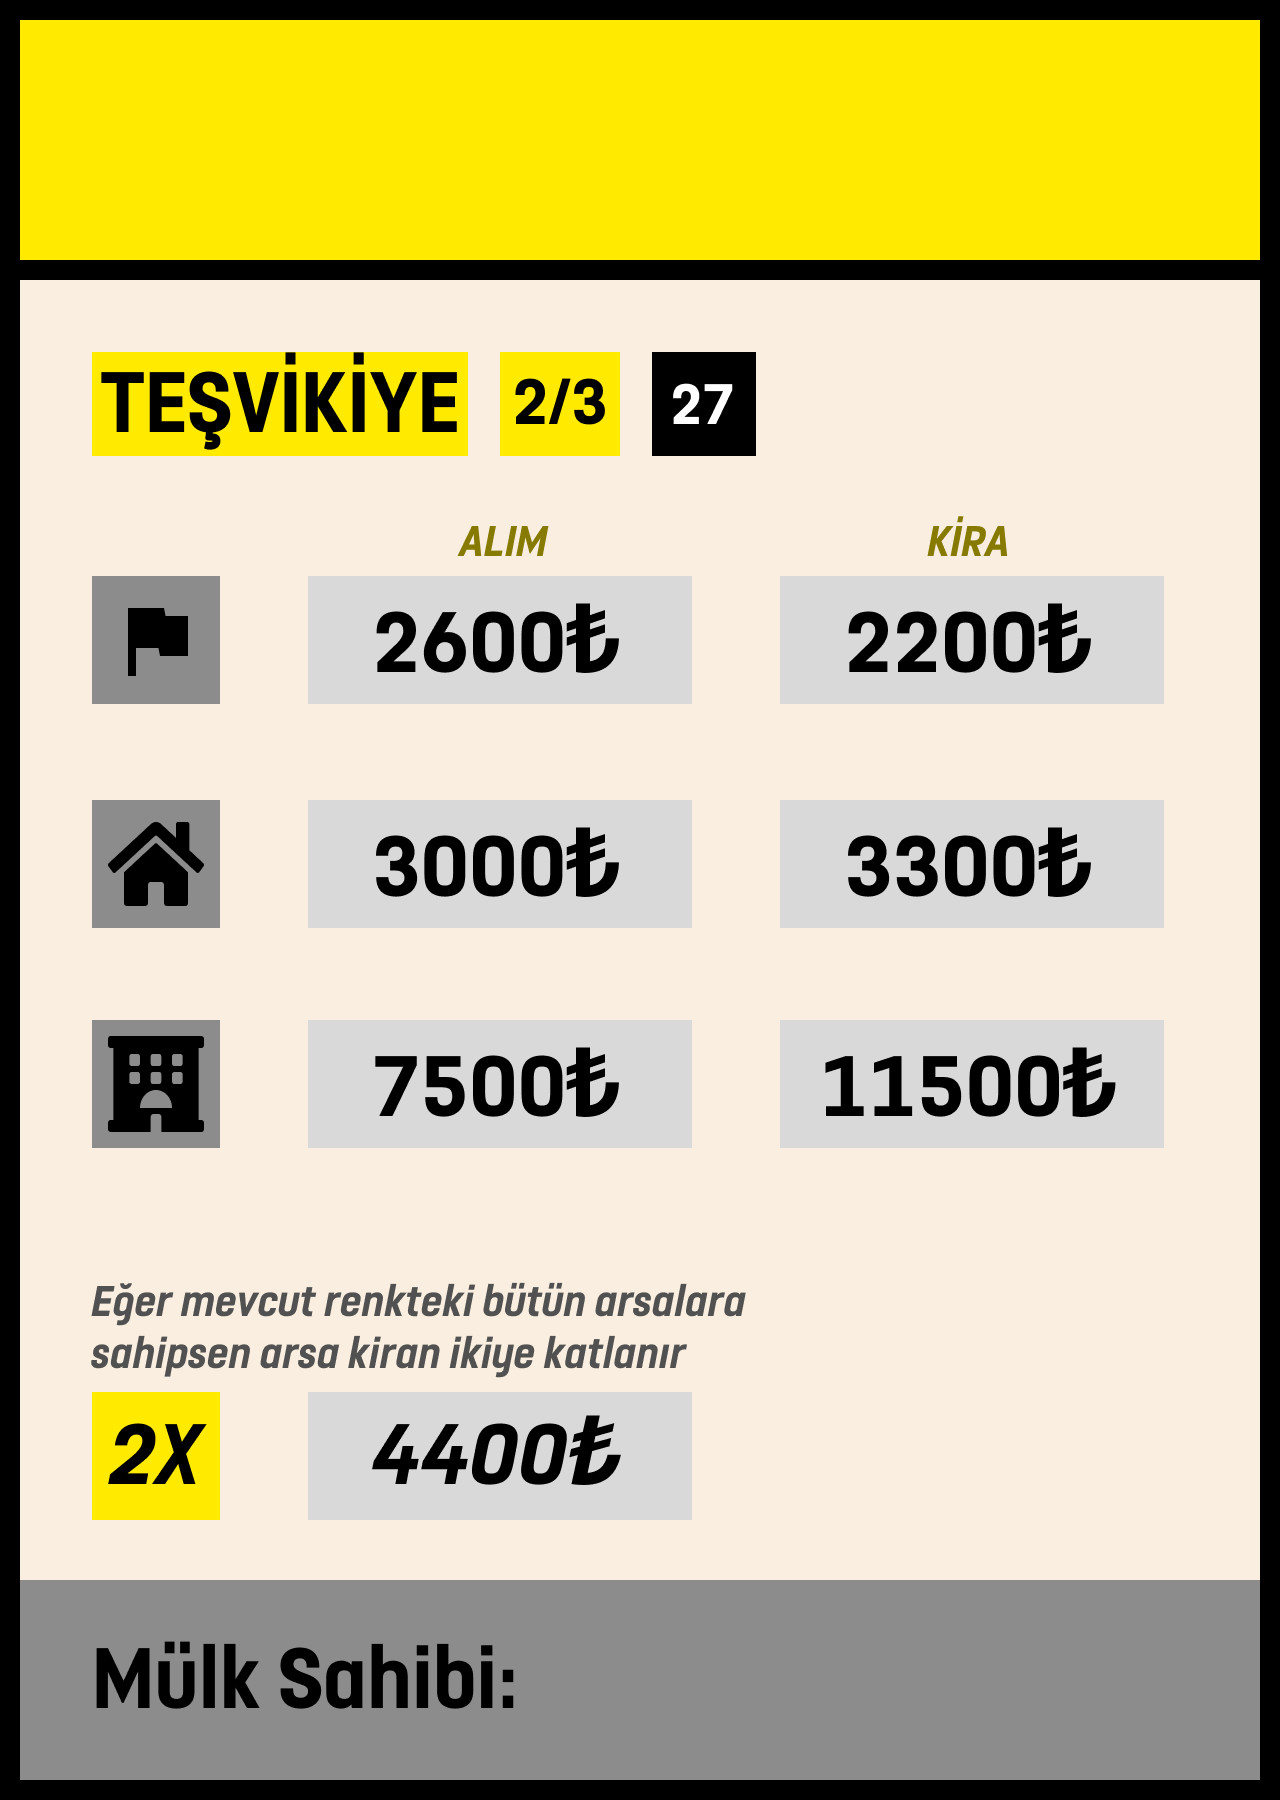 TEŞVİKİYE 2/3 27
ALIM KİRA
2600₺ 2200₺
3000₺ 3300₺
7500₺ 11500₺
Eğer mevcut renkteki bütün arsalara
sahipsen arsa kiran ikiye katlanır
2X 4400₺
Mülk Sahibi: